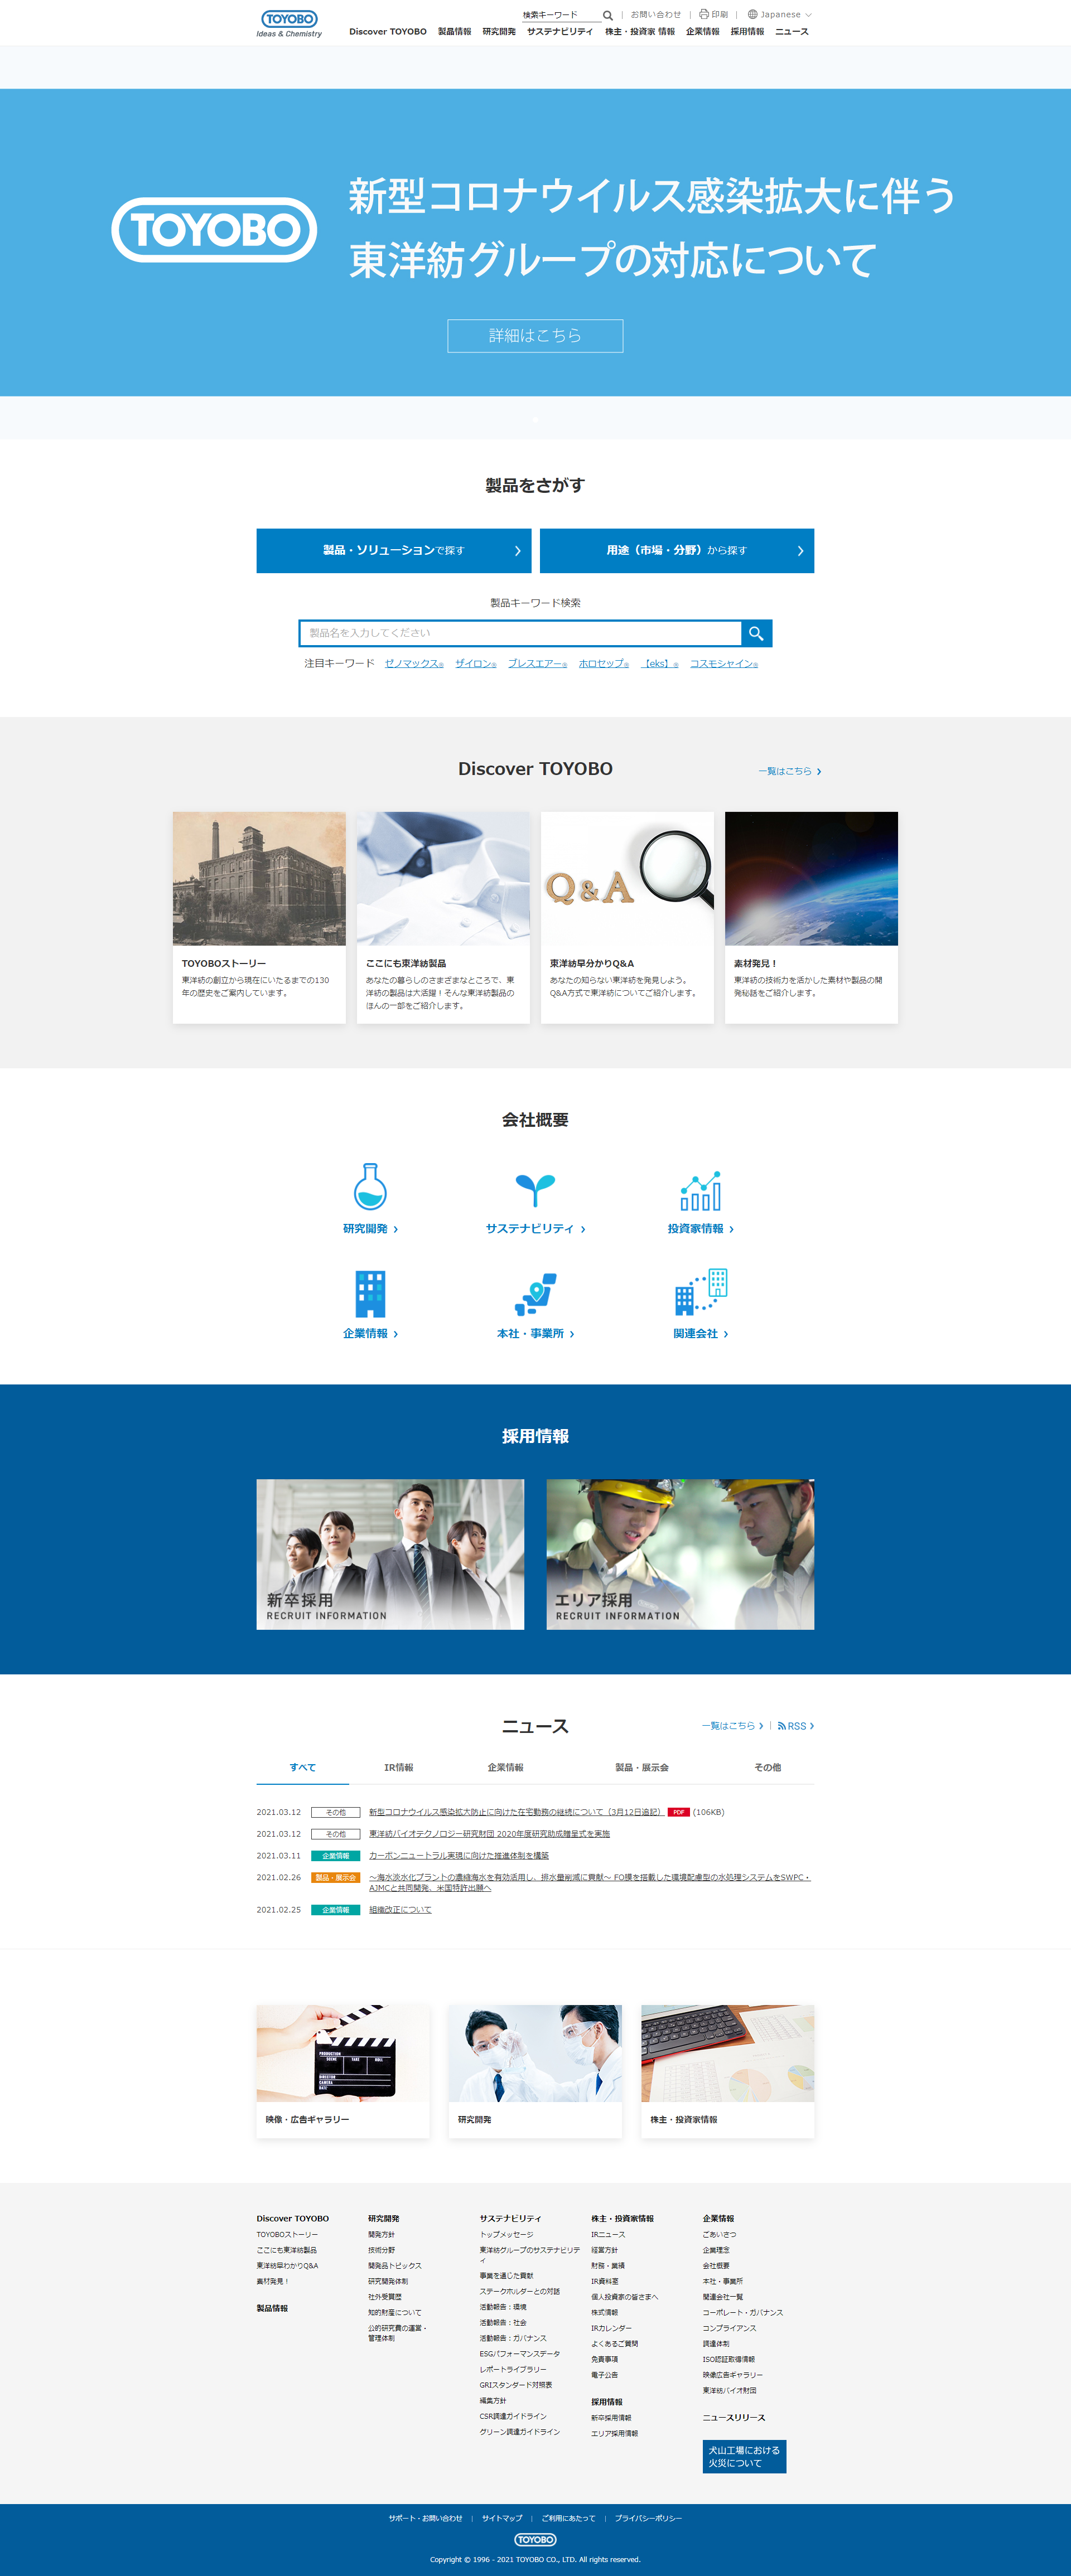 TOYOBO
Ideas & Chemistry
検索キーワード
お問い合わせ
印刷
Japanese
Discover TOYOBO
製品情報
研究開発
サステナビリティ
株主・投資家 情報
企業情報
採用情報
ニュース
TOYOBO
新型コロナウイルス感染拡大に伴う
東洋紡グループの対応について
詳細はこちら
製品をさがす
製品・ソリューションで探す
用途（市場・分野）から探す
製品キーワード検索
製品名を入力してください
注目キーワード ゼノマックス® ザイロン® ブレスエアー® ホロセップ® 【eks】® コスモシャイン®
Discover TOYOBO
一覧はこちら
Q&A
TOYOBOストーリー
東洋紡の創立から現在にいたるまでの130
年の歴史をご案内しています。
ここにも東洋紡製品
あなたの暮らしのさまざまなところで、東
洋紡の製品は大活躍！そんな東洋紡製品の
ほんの一部をご紹介します。
東洋紡早分かりQ&A
あなたの知らない東洋紡を発見しよう。
Q&A方式で東洋紡についてご紹介します。
素材発見！
東洋紡の技術力を活かした素材や製品の開
発秘話をご紹介します。
会社概要
研究開発
サステナビリティ
投資家情報
企業情報
本社・事業所
関連会社
採用情報
新卒採用
RECRUIT INFORMATION
エリア採用
RECRUIT INFORMATION
ニュース
一覧はこちら
RSS
すべて
IR情報
企業情報
製品・展示会
その他
2021.03.12 その他 新型コロナウイルス感染拡大防止に向けた在宅勤務の継続について（3月12日追記） PDF (106KB)
2021.03.12 その他 東洋紡バイオテクノロジー研究財団 2020年度研究助成贈呈式を実施
2021.03.11 企業情報 カーボンニュートラル実現に向けた推進体制を構築
2021.02.26 製品・展示会 ～海水淡水化プラントの濃縮海水を有効活用し、排水量削減に貢献～ FO膜を搭載した環境配慮型の水処理システムをSWPC・
AJMCと共同開発、米国特許出願へ
2021.02.25 企業情報 組織改正について
PRODUCTION
SCENE TAKE ROLL
DIRECTOR
CAMERA
DATE
映像・広告ギャラリー
研究開発
株主・投資家情報
Discover TOYOBO
TOYOBOストーリー
ここにも東洋紡製品
東洋紡早わかりQ&A
素材発見！
製品情報
研究開発
開発方針
技術分野
開発品トピックス
研究開発体制
社外受賞歴
知的財産について
公的研究費の運営・
管理体制
サステナビリティ
トップメッセージ
東洋紡グループのサステナビリテ
ィ
事業を通じた貢献
ステークホルダーとの対話
活動報告：環境
活動報告：社会
活動報告：ガバナンス
ESGパフォーマンスデータ
レポートライブラリー
GRIスタンダード対照表
編集方針
CSR調達ガイドライン
グリーン調達ガイドライン
株主・投資家情報
IRニュース
経営方針
財務・業績
IR資料室
個人投資家の皆さまへ
株式情報
IRカレンダー
よくあるご質問
免責事項
電子公告
採用情報
新卒採用情報
エリア採用情報
企業情報
ごあいさつ
企業理念
会社概要
本社・事業所
関連会社一覧
コーポレート・ガバナンス
コンプライアンス
調達体制
ISO認証取得情報
映像広告ギャラリー
東洋紡バイオ財団
ニュースリリース
犬山工場における
火災について
サポート・お問い合わせ
サイトマップ
ご利用にあたって
プライバシーポリシー
TOYOBO
Copyright © 1996 - 2021 TOYOBO CO., LTD. All rights reserved.